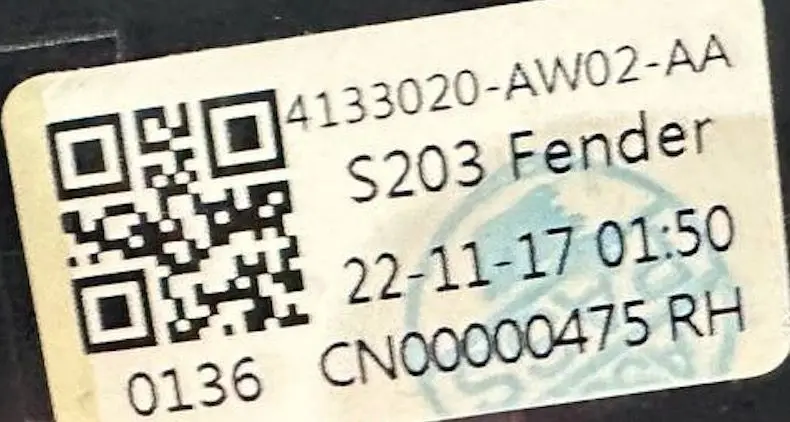 4133020-AW02-AA
S203 Fender
22-11-17 01:50
CN00000475 RH
0136